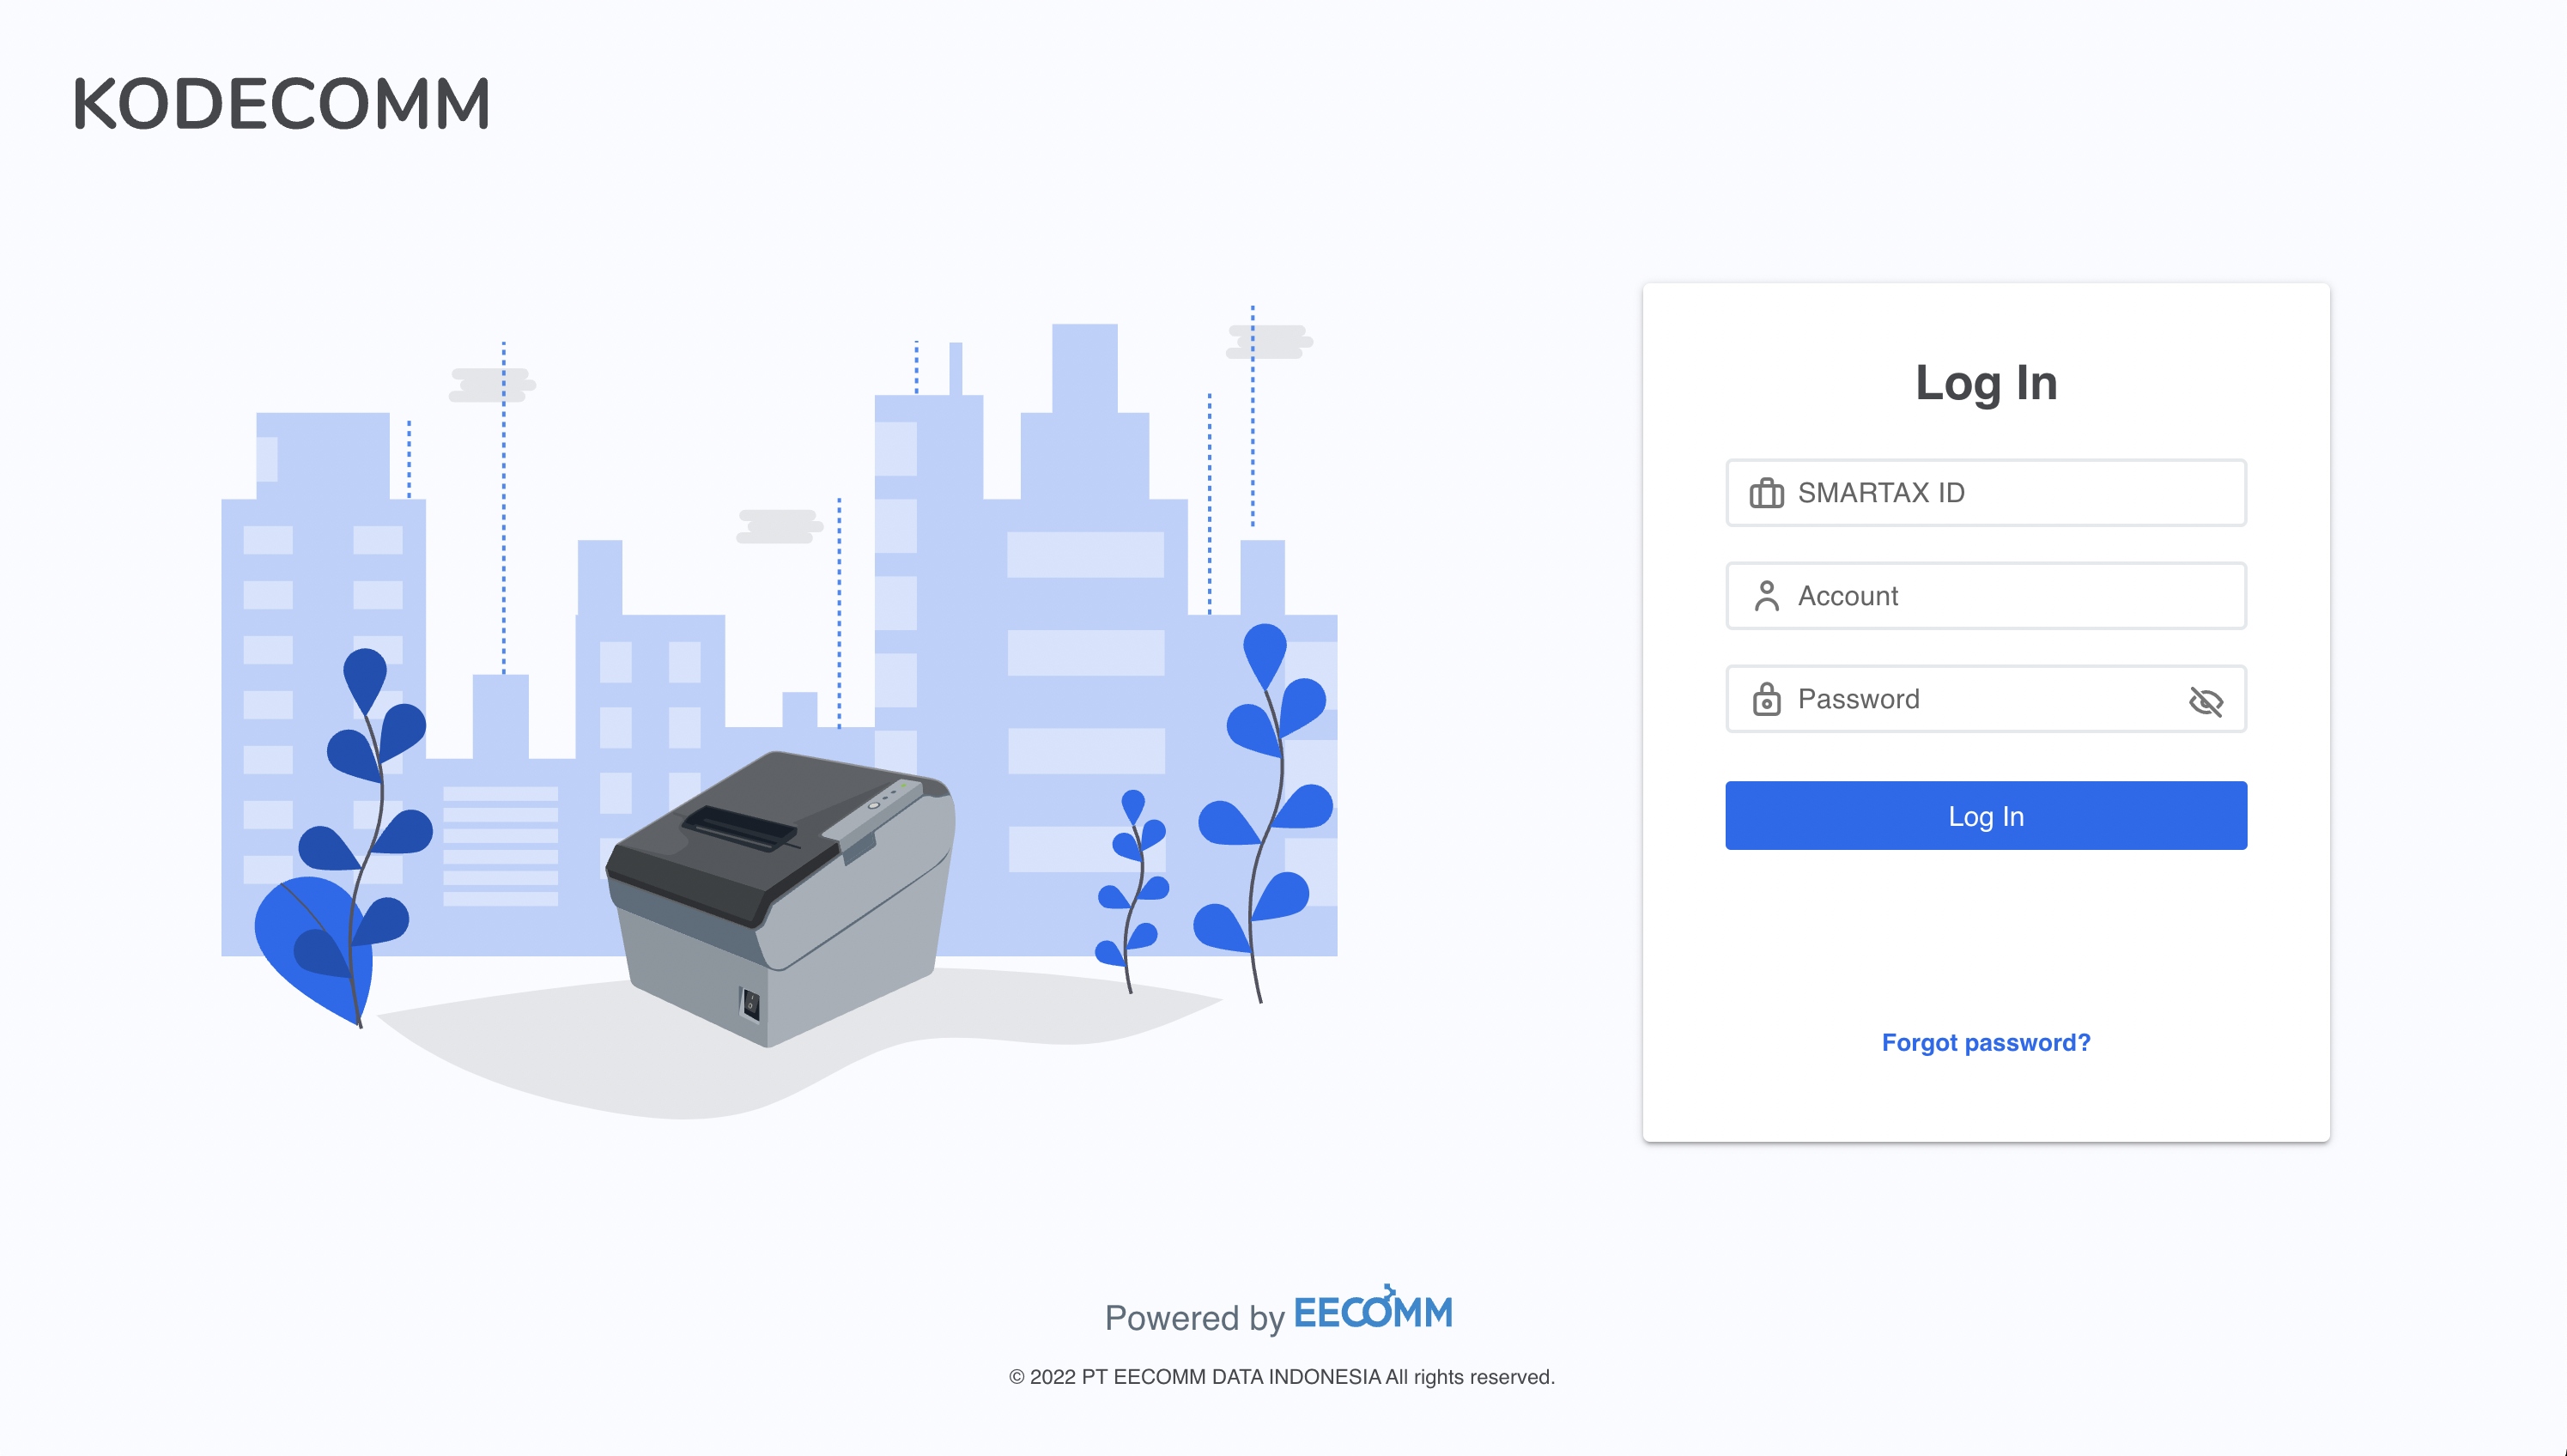 KODECOMM
Log In
SMARTAX ID
Account
Password
Log In
Forgot password?
Powered by EECOMM
© 2022 PT EECOMM DATA INDONESIA All rights reserved.